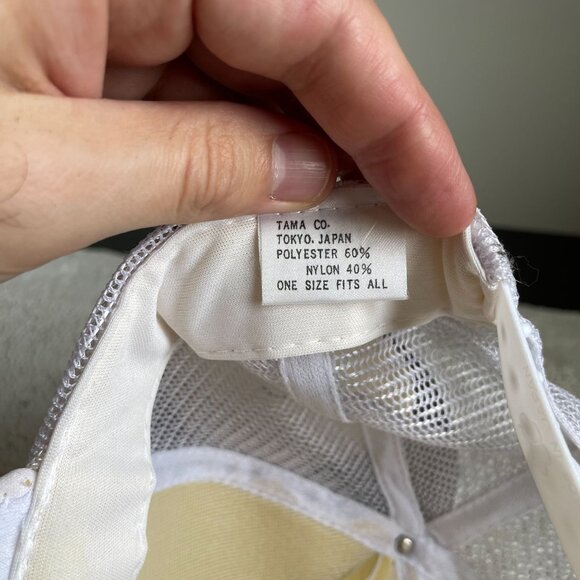 TAMA CO.
TOKYO. JAPAN
POLYESTER 60%
NYLON 40%
ONE SIZE FITS ALL